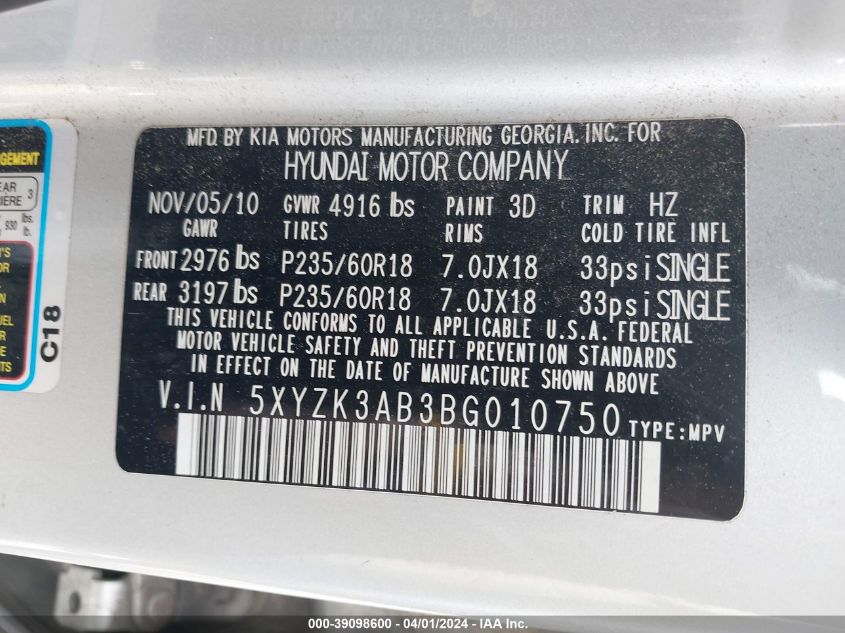 MFD. BY KIA MOTORS MANUFACTURING GEORGIA. INC. FOR
HYUNDAI MOTOR COMPANY
NOV/05/10 GVWR 4916 lbs PAINT 3D TRIM HZ
GAWR TIRES RIMS COLD TIRE INFL
FRONT 2976 lbs P235/60R18 7.0JX18 33psi SINGLE
REAR 3197 lbs P235/60R18 7.0JX18 33psi SINGLE
THIS VEHICLE CONFORMS TO ALL APPLICABLE U.S.A. FEDERAL
MOTOR VEHICLE SAFETY AND THEFT PREVENTION STANDARDS
IN EFFECT ON THE DATE OF MANUFACTURE SHOWN ABOVE
V.I.N 5XYZK3AB3BG010750 TYPE:MPV
3
930 lbs.
lb.
C18
000-39098600 - 04/01/2024 - IAA Inc.